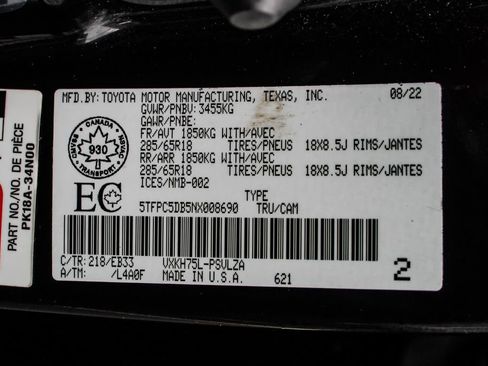 MFD.BY: TOYOTA MOTOR MANUFACTURING, TEXAS, INC. 08/22
GVWR/PNBV: 3455KG
GAWR/PNBE:
FR/AVT 1850KG WITH/AVEC
285/65R18 TIRES/PNEUS 18X8.5J RIMS/JANTES
RR/ARR 1850KG WITH/AVEC
285/65R18 TIRES/PNEUS 18X8.5J RIMS/JANTES
ICES/NMB-002
TYPE
5TFPC5DB5NX008690 TRU/CAM
CANADA
930
TRANSPORT
EC
C/TR: 218/EB33 VXKH75L-PSVLZA
A/TM: /L4A0F MADE IN U.S.A. 621
2
PART NO./NO. DE PIÈCE
PK18A-34N00